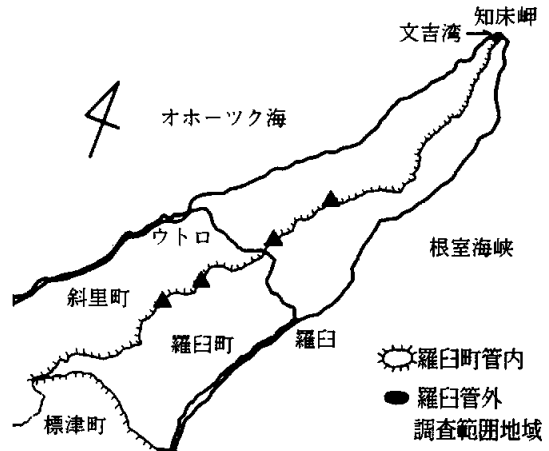 知床岬
文吉湾
オホーツク海
ウトロ
根室海峡
斜里町
羅臼町
羅臼
羅臼町管内
羅臼管外
調査範囲地域
標津町